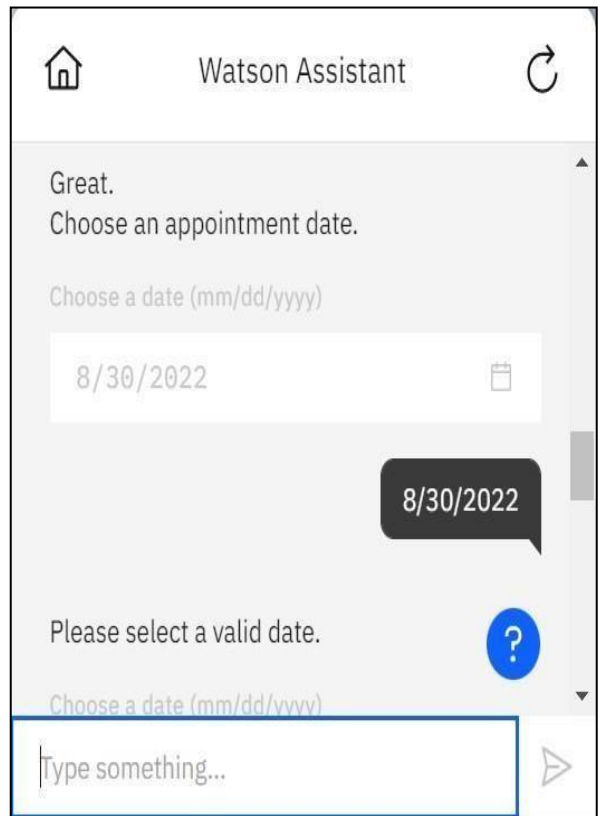 Watson Assistant
Great.
Choose an appointment date.
Choose a date (mm/dd/yyyy)
8/30/2022
8/30/2022
Please select a valid date.
?
Choose a date (mm/dd/yyyy)
Type something...